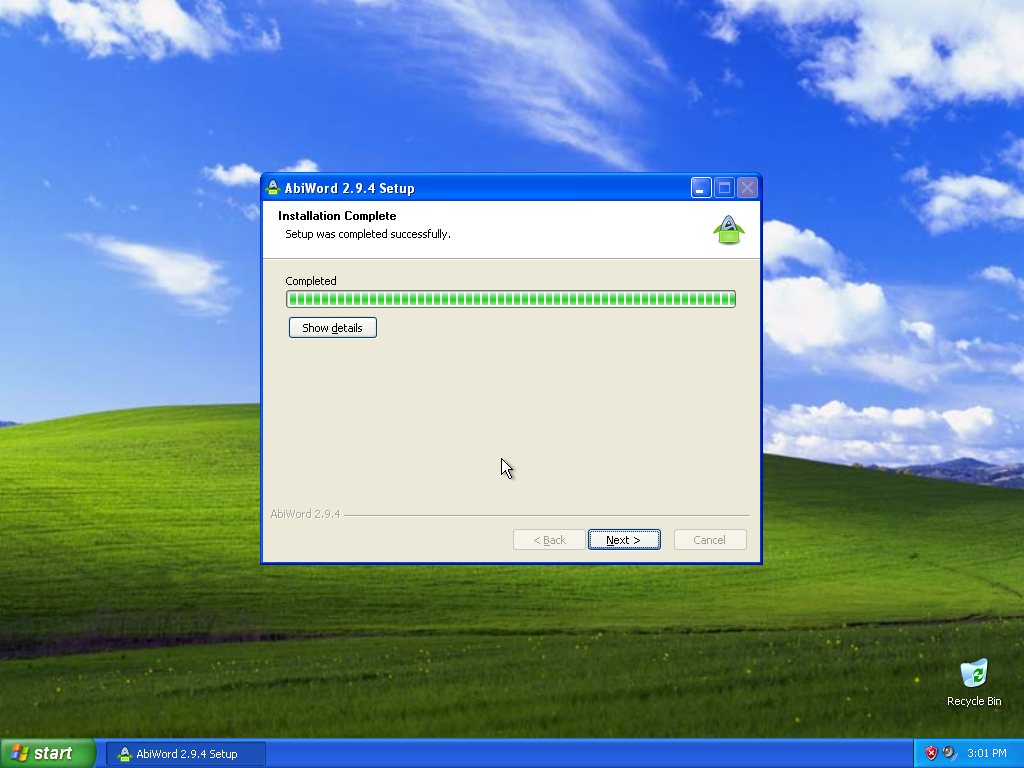 AbiWord 2.9.4 Setup
Installation Complete
Setup was completed successfully.
Completed
Show details
AbiWord 2.9.4
< Back
Next >
Cancel
Recycle Bin
start
AbiWord 2.9.4 Setup
3:01 PM